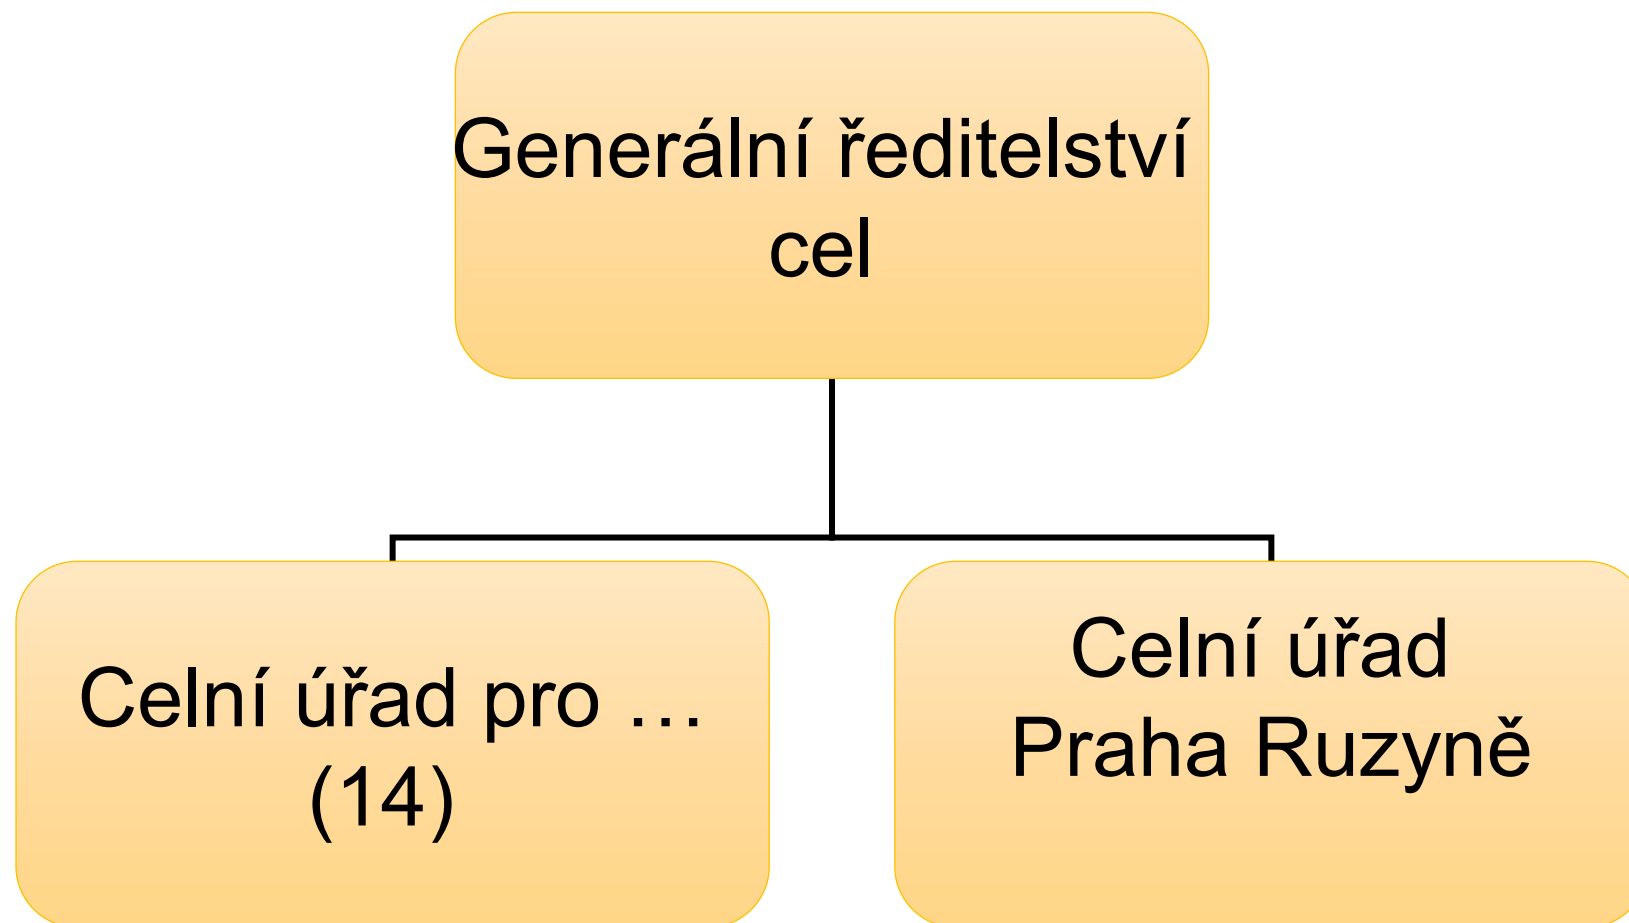 Generální ředitelství
cel
Celní úřad pro …
(14)
Celní úřad
Praha Ruzyně